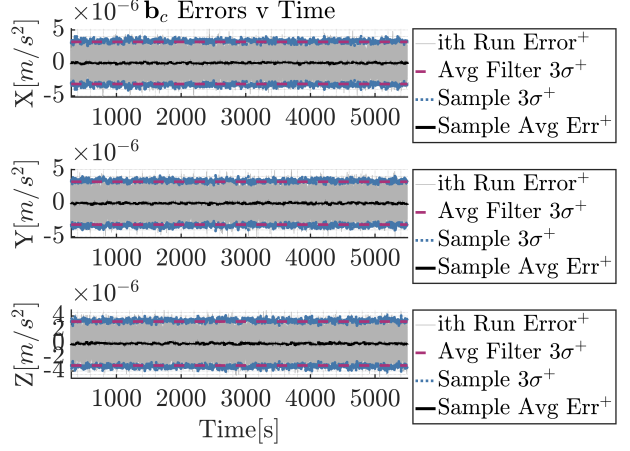 b_c Errors v Time
×10⁻⁶
X[m/s²]
5
0
-5
1000 2000 3000 4000 5000
ith Run Error⁺
Avg Filter 3σ⁺
Sample 3σ⁺
Sample Avg Err⁺
×10⁻⁶
Y[m/s²]
5
0
-5
1000 2000 3000 4000 5000
ith Run Error⁺
Avg Filter 3σ⁺
Sample 3σ⁺
Sample Avg Err⁺
×10⁻⁶
Z[m/s²]
4
2
0
-2
-4
1000 2000 3000 4000 5000
Time[s]
ith Run Error⁺
Avg Filter 3σ⁺
Sample 3σ⁺
Sample Avg Err⁺